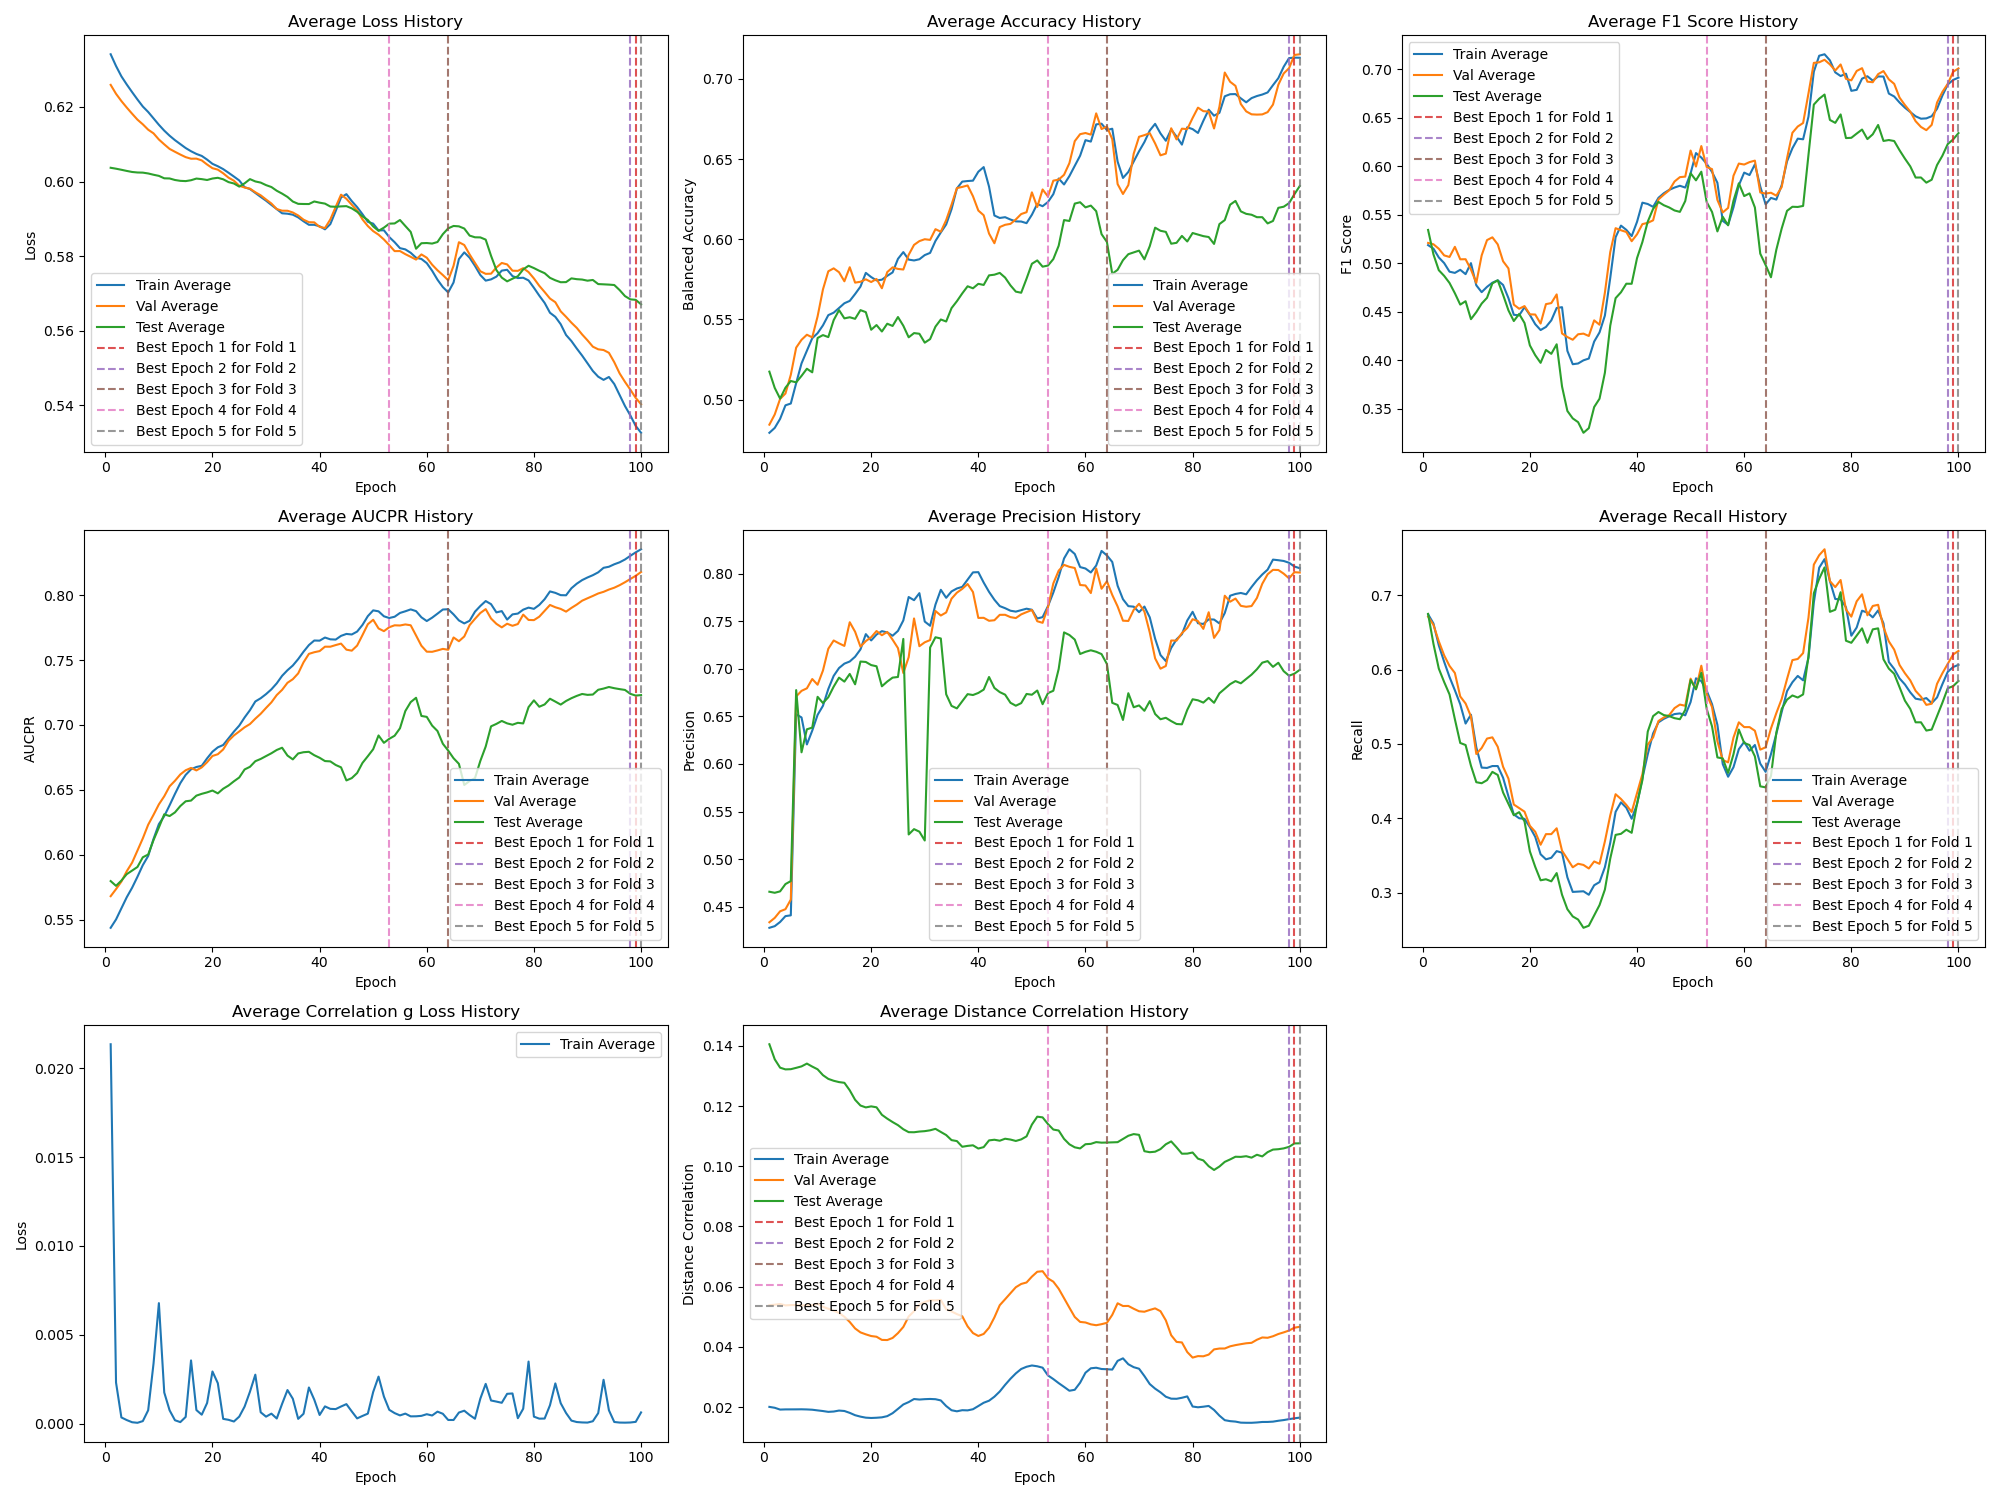 Average Loss History
Loss
0.62
0.60
0.58
0.56
0.54
Train Average
Val Average
Test Average
Best Epoch 1 for Fold 1
Best Epoch 2 for Fold 2
Best Epoch 3 for Fold 3
Best Epoch 4 for Fold 4
Best Epoch 5 for Fold 5
0 20 40 60 80 100
Epoch
Average Accuracy History
Balanced Accuracy
0.70
0.65
0.60
0.55
0.50
Train Average
Val Average
Test Average
Best Epoch 1 for Fold 1
Best Epoch 2 for Fold 2
Best Epoch 3 for Fold 3
Best Epoch 4 for Fold 4
Best Epoch 5 for Fold 5
0 20 40 60 80 100
Epoch
Average F1 Score History
F1 Score
0.70
0.65
0.60
0.55
0.50
0.45
0.40
0.35
Train Average
Val Average
Test Average
Best Epoch 1 for Fold 1
Best Epoch 2 for Fold 2
Best Epoch 3 for Fold 3
Best Epoch 4 for Fold 4
Best Epoch 5 for Fold 5
0 20 40 60 80 100
Epoch
Average AUCPR History
AUCPR
0.80
0.75
0.70
0.65
0.60
0.55
Train Average
Val Average
Test Average
Best Epoch 1 for Fold 1
Best Epoch 2 for Fold 2
Best Epoch 3 for Fold 3
Best Epoch 4 for Fold 4
Best Epoch 5 for Fold 5
0 20 40 60 80 100
Epoch
Average Precision History
Precision
0.80
0.75
0.70
0.65
0.60
0.55
0.50
0.45
Train Average
Val Average
Test Average
Best Epoch 1 for Fold 1
Best Epoch 2 for Fold 2
Best Epoch 3 for Fold 3
Best Epoch 4 for Fold 4
Best Epoch 5 for Fold 5
0 20 40 60 80 100
Epoch
Average Recall History
Recall
0.7
0.6
0.5
0.4
0.3
Train Average
Val Average
Test Average
Best Epoch 1 for Fold 1
Best Epoch 2 for Fold 2
Best Epoch 3 for Fold 3
Best Epoch 4 for Fold 4
Best Epoch 5 for Fold 5
0 20 40 60 80 100
Epoch
Average Correlation g Loss History
Loss
0.020
0.015
0.010
0.005
0.000
Train Average
0 20 40 60 80 100
Epoch
Average Distance Correlation History
Distance Correlation
0.14
0.12
0.10
0.08
0.06
0.04
0.02
Train Average
Val Average
Test Average
Best Epoch 1 for Fold 1
Best Epoch 2 for Fold 2
Best Epoch 3 for Fold 3
Best Epoch 4 for Fold 4
Best Epoch 5 for Fold 5
0 20 40 60 80 100
Epoch